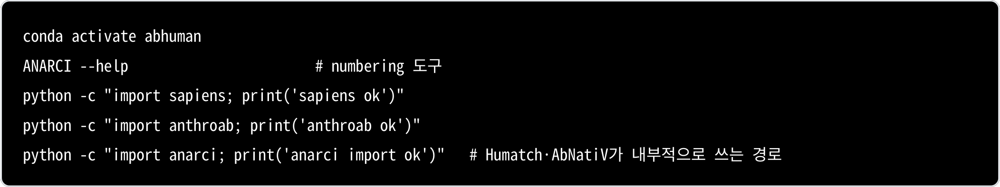 conda activate abhuman
ANARCI --help                       # numbering 도구
python -c "import sapiens; print('sapiens ok')"
python -c "import anthroab; print('anthroab ok')"
python -c "import anarci; print('anarci import ok')"   # Humatch·AbNatiV가 내부적으로 쓰는 경로